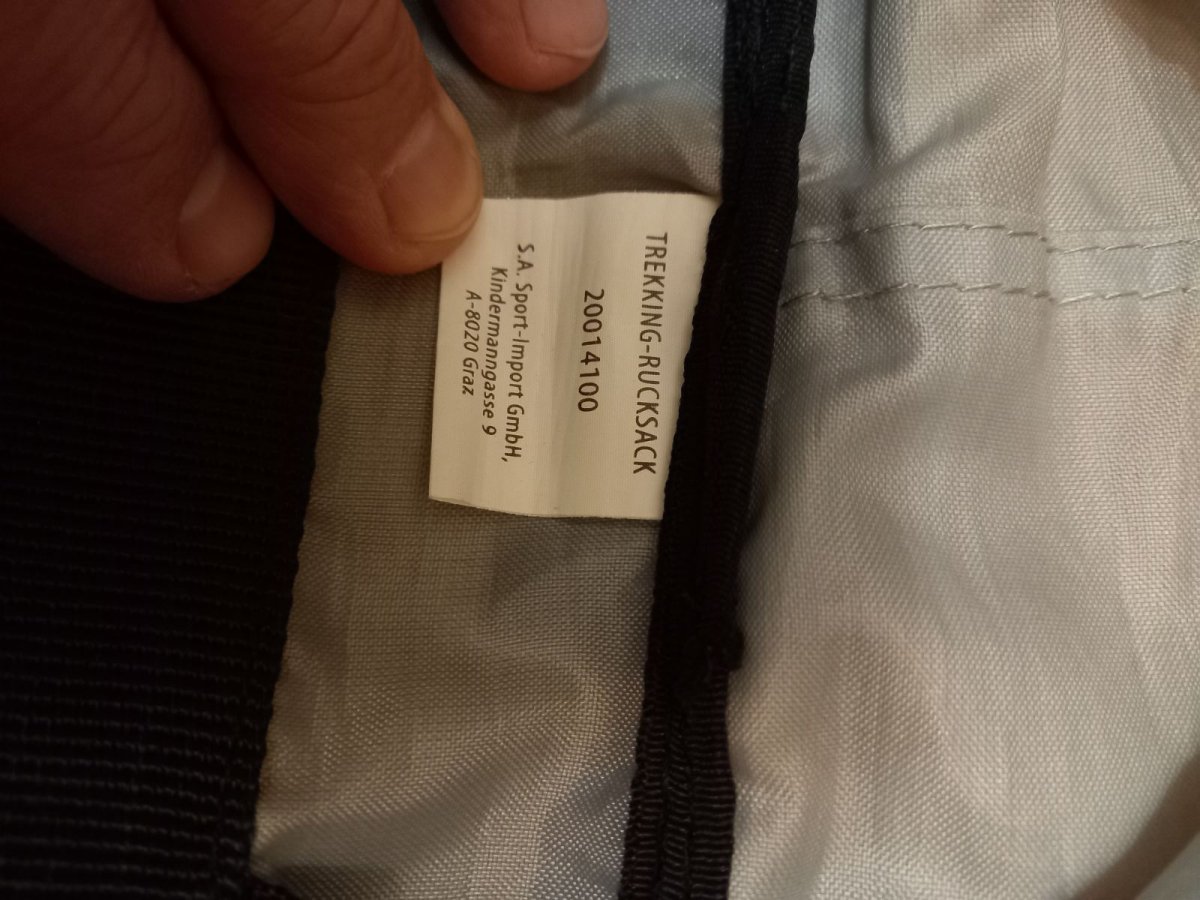 TREKKING-RUCKSACK
20014100
S.A. Sport-Import GmbH,
Kindermanngasse 9
A-8020 Graz